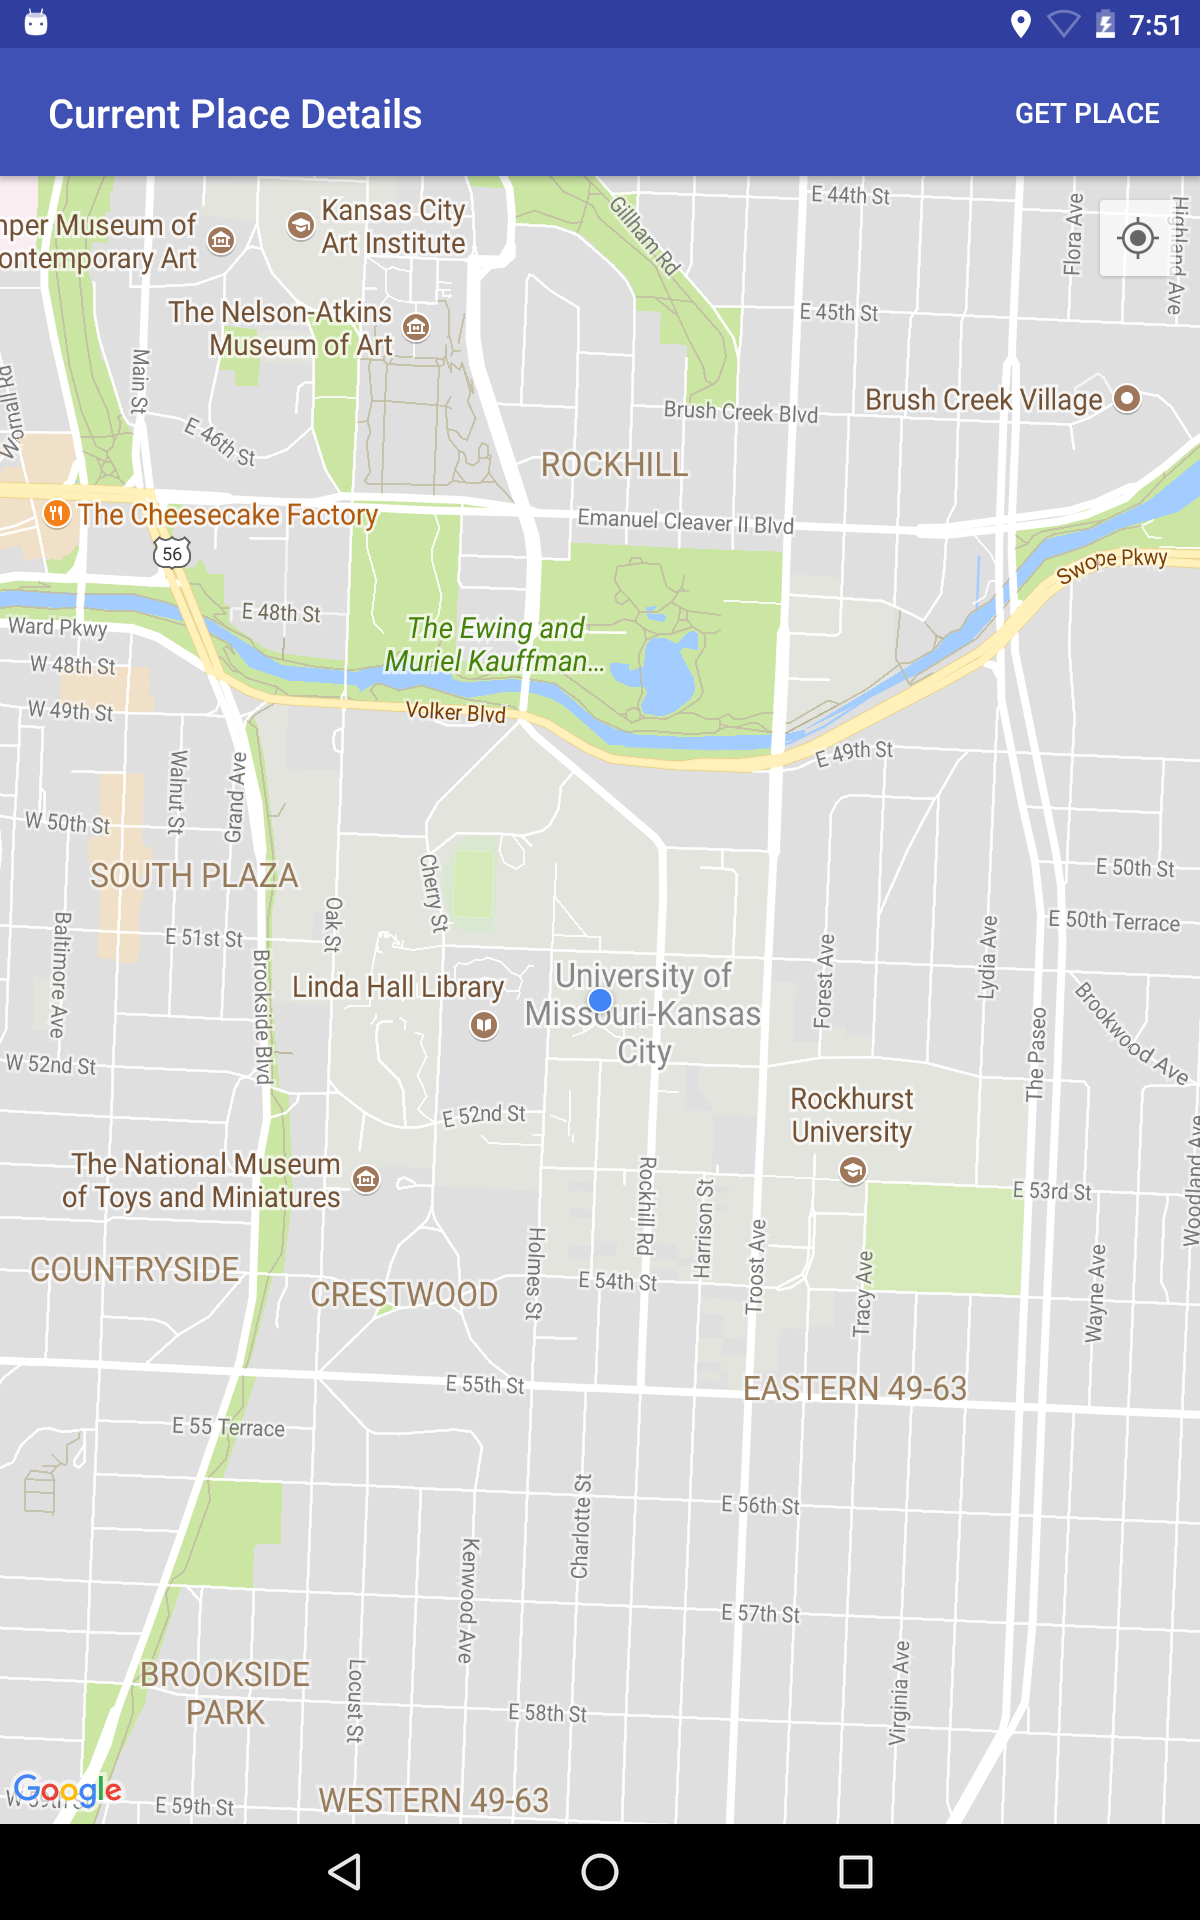 7:51
Current Place Details
GET PLACE
E 44th St
Gillham Rd
Flora Ave
Highland Ave
Kansas City
Art Institute
Museum of
Art
The Nelson-Atkins
Museum of Art
E 45th St
Main St
Wornall Rd
Brush Creek Village
Brush Creek Blvd
E 46th St
ROCKHILL
The Cheesecake Factory
Emanuel Cleaver II Blvd
56
Swope Pkwy
E 48th St
Ward Pkwy
The Ewing and
Muriel Kauffman...
W 48th St
W 49th St
Volker Blvd
E 49th St
Walnut St
Grand Ave
W 50th St
SOUTH PLAZA
Cherry St
E 50th St
E 50th Terrace
Oak St
Baltimore Ave
E 51st St
Brookside Blvd
Forest Ave
Lydia Ave
Linda Hall Library
University of
Missouri-Kansas
City
Brookwood Ave
The Paseo
W 52nd St
E 52nd St
Rockhurst
University
The National Museum
of Toys and Miniatures
E 53rd St
Woodland Ave
Rockhill Rd
Harrison St
Holmes St
Troost Ave
Tracy Ave
Wayne Ave
COUNTRYSIDE
CRESTWOOD
E 54th St
E 55th St
EASTERN 49-63
E 55 Terrace
Charlotte St
E 56th St
Kenwood Ave
E 57th St
Virginia Ave
BROOKSIDE
PARK
Locust St
E 58th St
Google
W 59th St
E 59th St
WESTERN 49-63